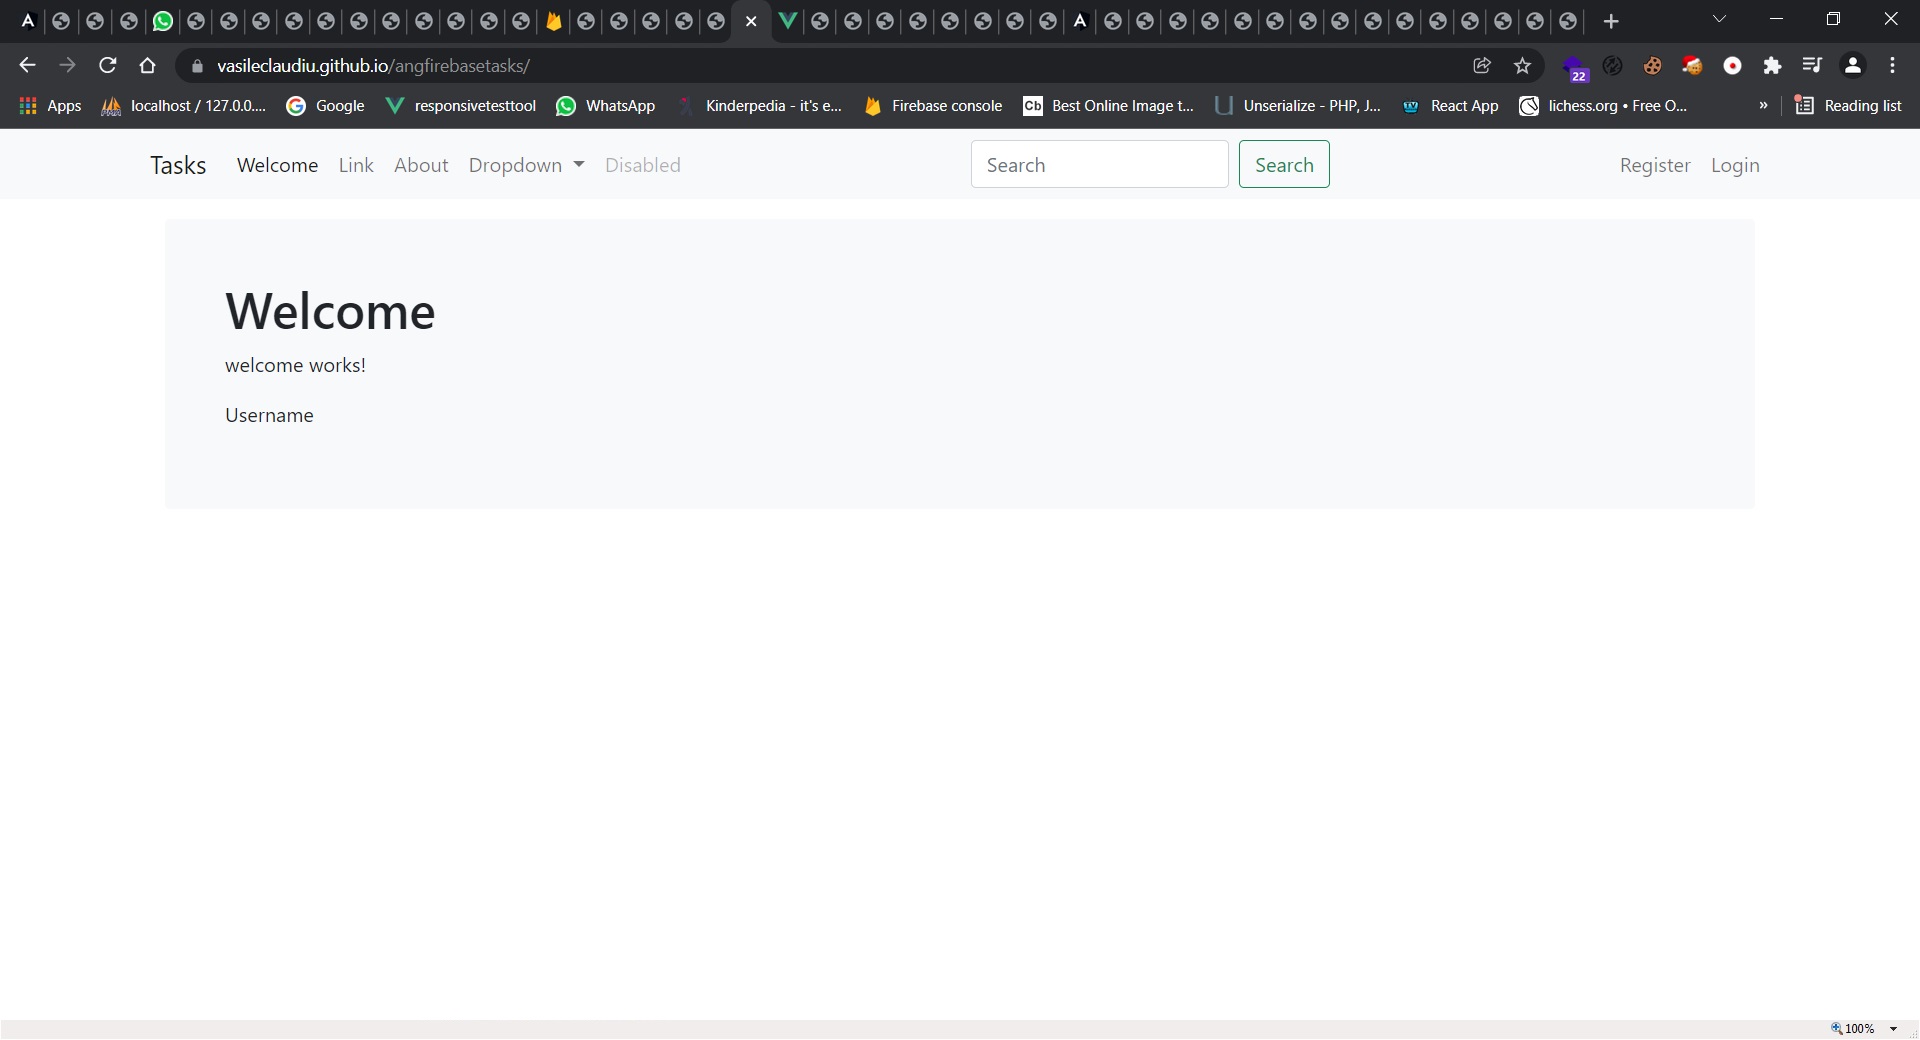 vasileclaudiu.github.io/angfirebasetasks/
22
Apps localhost / 127.0.0.... Google responsivetesttool WhatsApp Kinderpedia - it's e... Firebase console Cb Best Online Image t... Unserialize - PHP, J... React App lichess.org • Free O... » Reading list
Tasks Welcome Link About Dropdown Disabled Search Search Register Login
Welcome
welcome works!
Username
100%